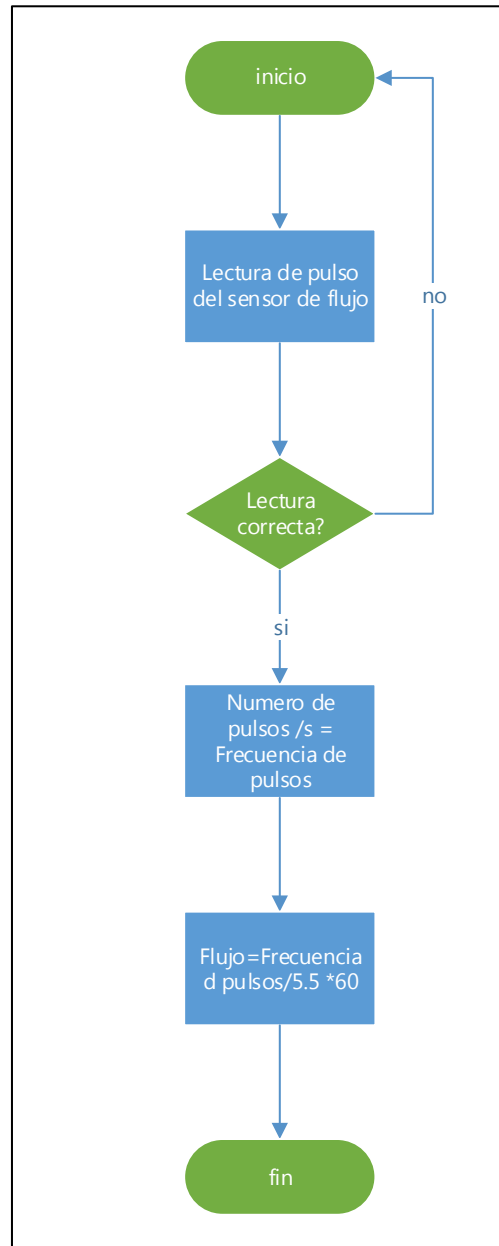 inicio
Lectura de pulso
del sensor de flujo
no
Lectura
correcta?
si
Numero de
pulsos /s =
Frecuencia de
pulsos
Flujo=Frecuencia
d pulsos/5.5 *60
fin